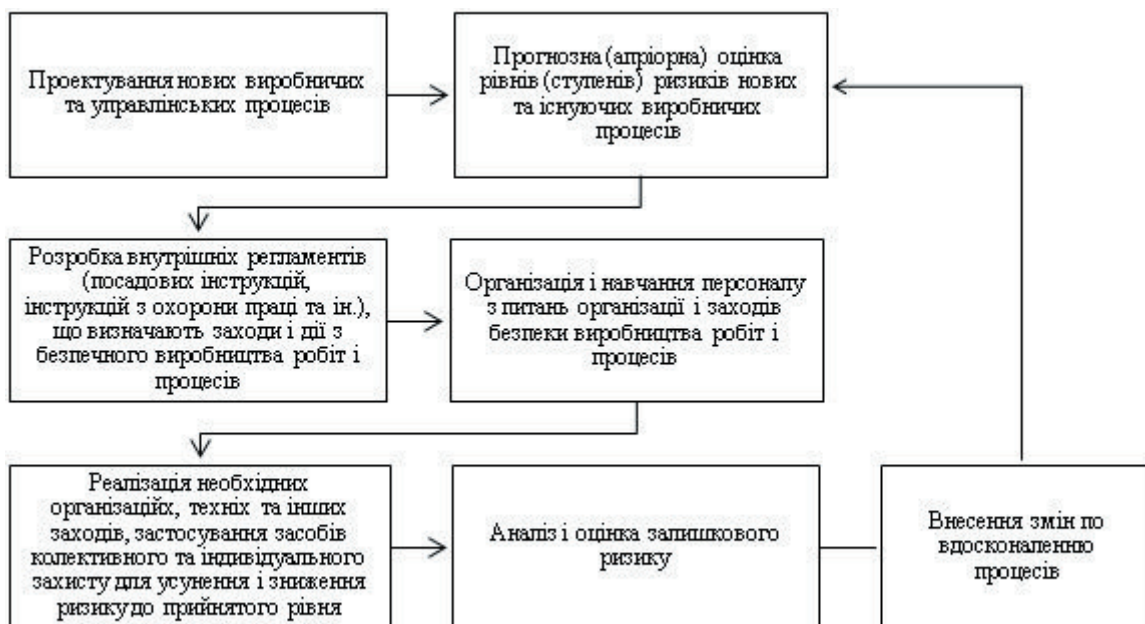 Проектування нових виробничих
та управлінських процесів
Прогнозна (апріорна) оцінка
рівнів (ступенів) ризиків нових
та існуючих виробничих
процесів
Розробка внутрішніх регламентів
(посадових інструкцій,
інструкцій з охорони праці та ін.),
що визначають заходи і дії з
безпечного виробництва робіт і
процесів
Організація і навчання персоналу
з питань організації і заходів
безпеки виробництва робіт і
процесів
Реалізація необхідних
організаційх, техніх та інших
заходів, застосування засобів
колективного та індивідуального
захисту для усунення і зниження
ризику до прийнятого рівня
Аналіз і оцінка залишкового
ризику
Внесення змін по
вдосконаленню
процесів